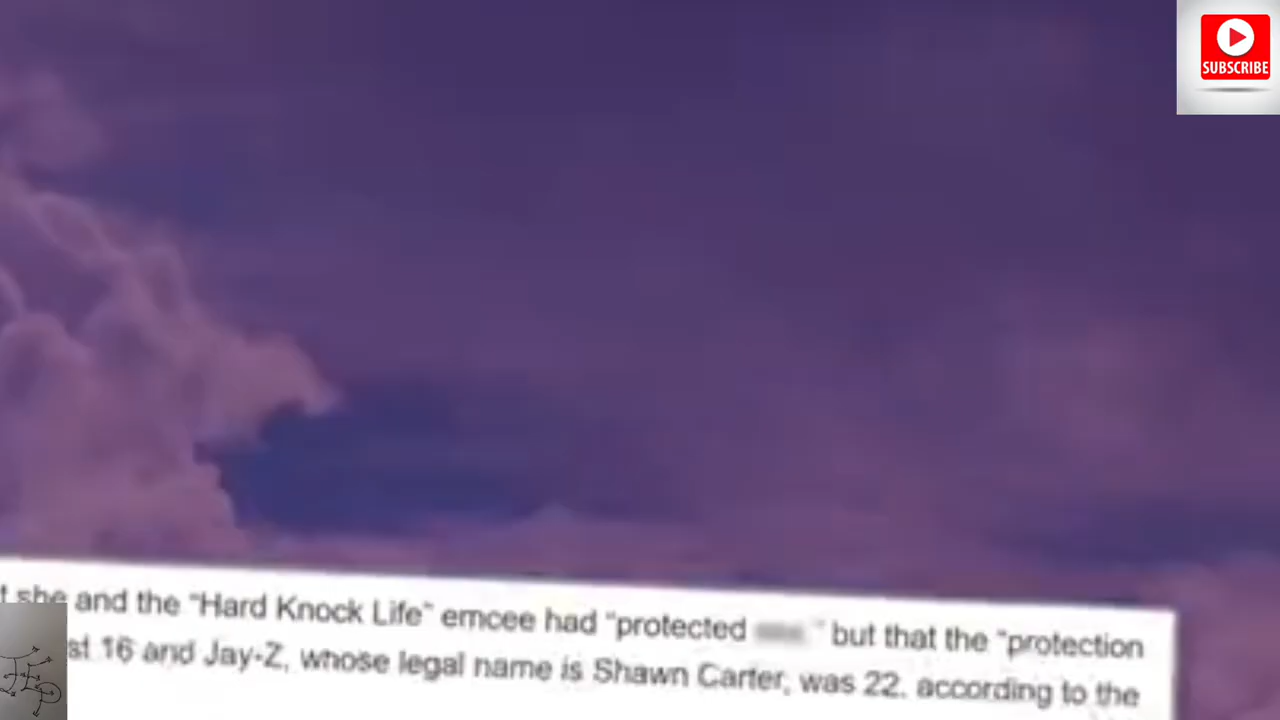 SUBSCRIBE
t she and the “Hard Knock Life” emcee had “protected ” but that the “protection
st 16 and Jay-Z, whose legal name is Shawn Carter, was 22, according to the